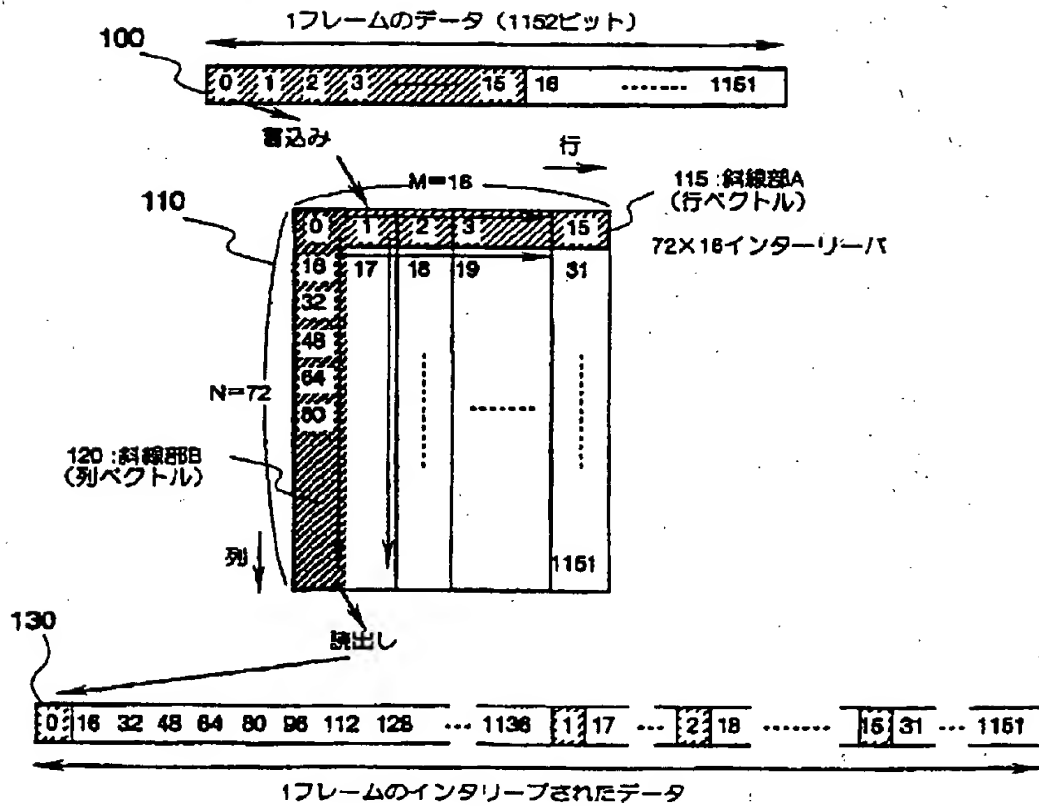 1フレームのデータ（1152ビット）
100
0 1 2 3 15 16 ‥‥‥ 1151
書込み
行
M=16
110
115 :斜線部A
（行ベクトル）
72×16インターリーバ
0 1 2 3 15
16 17 18 19 31
32
48
64
80
N=72
120 :斜線部B
（列ベクトル）
列
1151
読出し
130
0 16 32 48 64 80 96 112 128 ‥‥ 1136 1 17 ‥‥ 2 18 ‥‥‥‥ 15 31 ‥‥ 1151
1フレームのインタリーブされたデータ